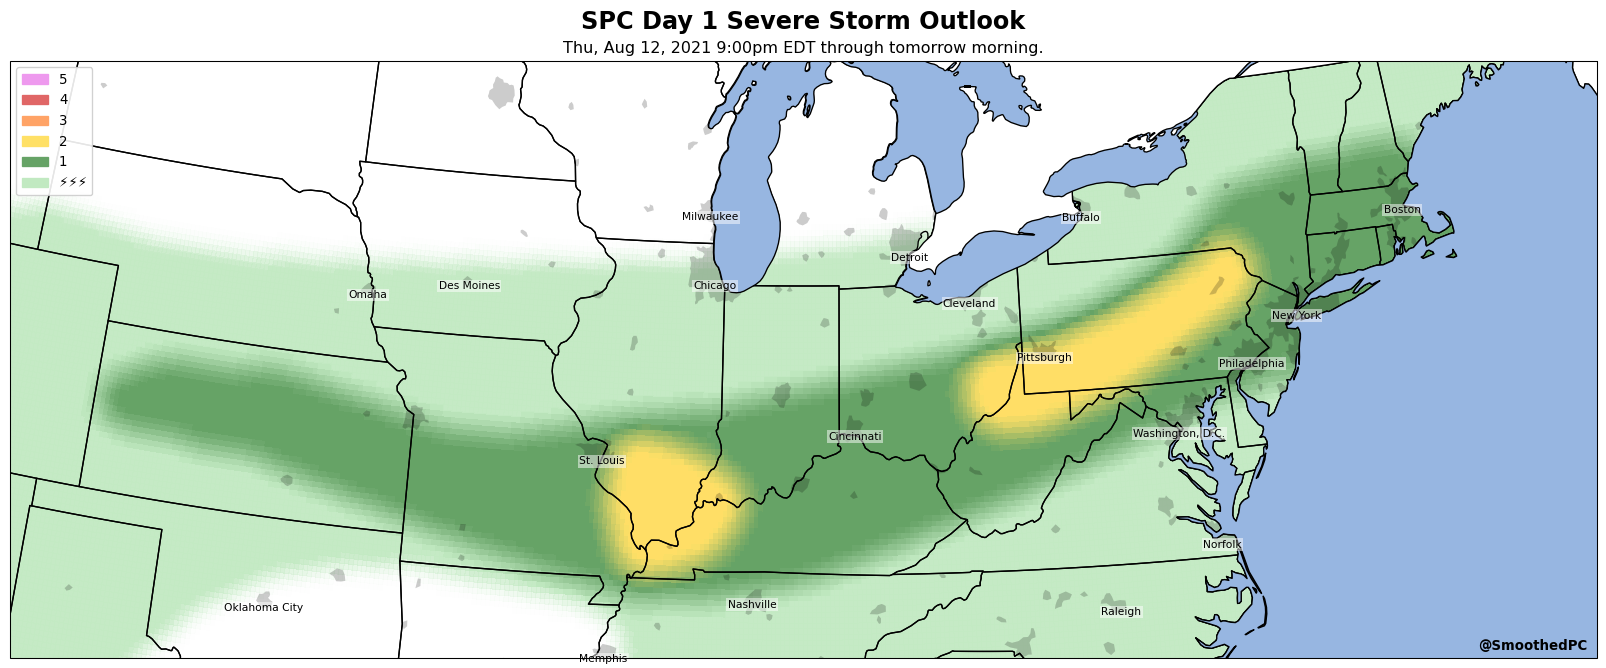 SPC Day 1 Severe Storm Outlook
Thu, Aug 12, 2021 9:00pm EDT through tomorrow morning.
5
4
3
2
1
⚡⚡⚡
Milwaukee
Buffalo
Boston
Detroit
Omaha
Des Moines
Chicago
Cleveland
New York
Pittsburgh
Philadelphia
Cincinnati
Washington, D.C.
St. Louis
Norfolk
Oklahoma City
Nashville
Raleigh
Memphis
@SmoothedPC